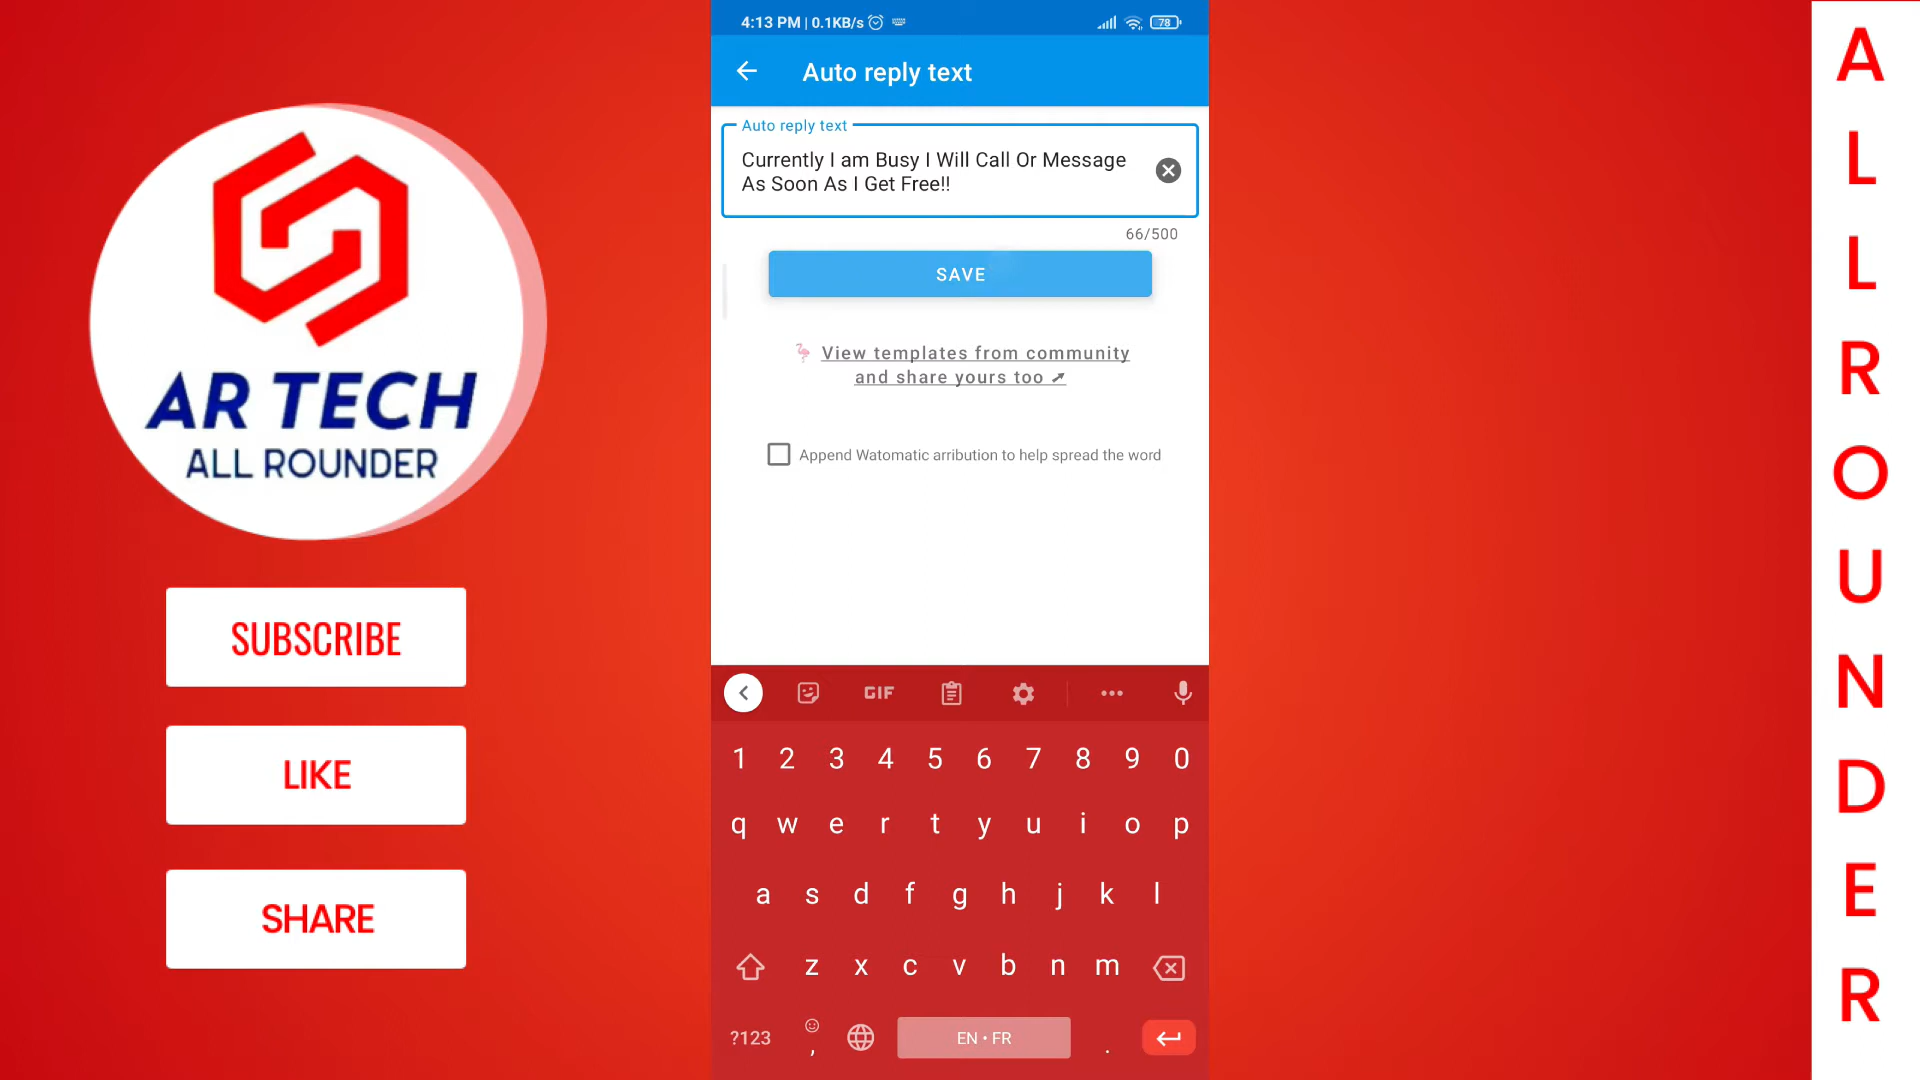 AR TECH
ALL ROUNDER
SUBSCRIBE
LIKE
SHARE
4:13 PM | 0.1KB/s
78
Auto reply text
Auto reply text
Currently I am Busy I Will Call Or Message
As Soon As I Get Free!!
66/500
SAVE
View templates from community
and share yours too ➚
Append Watomatic arribution to help spread the word
GIF
1 2 3 4 5 6 7 8 9 0
q w e r t y u i o p
a s d f g h j k l
z x c v b n m
?123 , EN • FR .
A
L
L
R
O
U
N
D
E
R